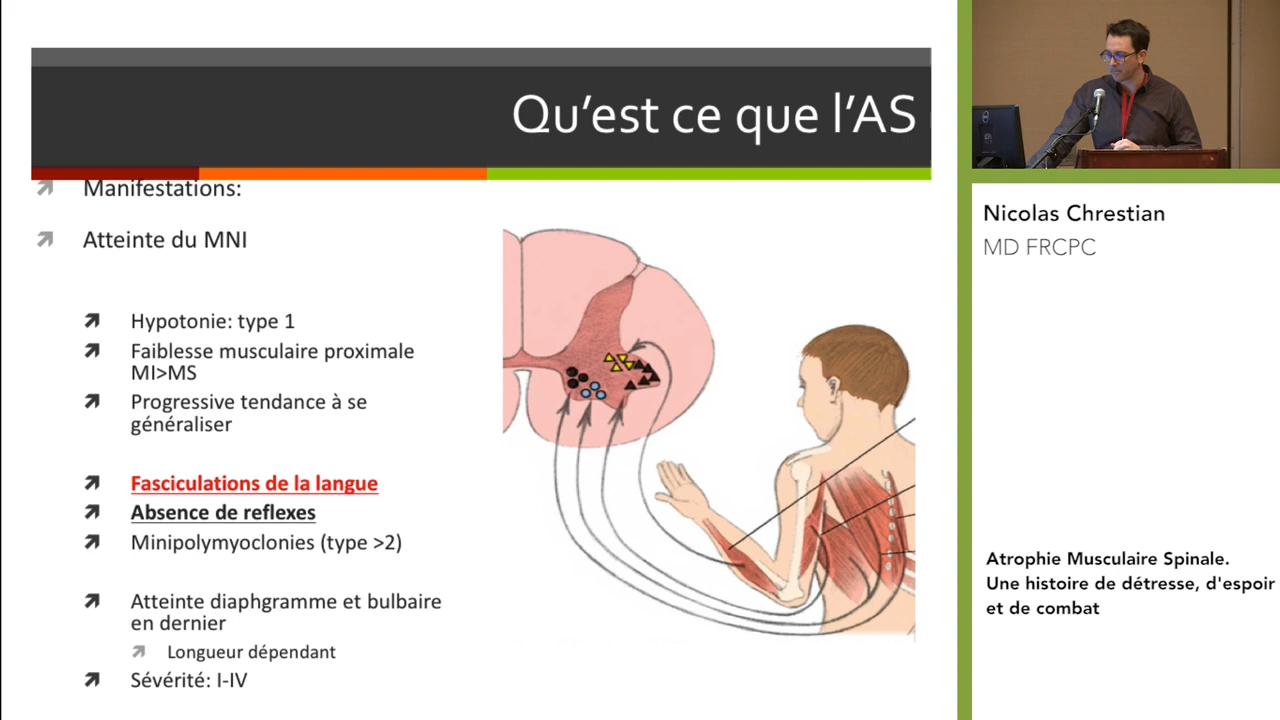 Qu’est ce que l’AS
Manifestations:
Atteinte du MNI
Hypotonie: type 1
Faiblesse musculaire proximale
MI>MS
Progressive tendance à se
généraliser
Fasciculations de la langue
Absence de reflexes
Minipolymyoclonies (type >2)
Atteinte diaphgramme et bulbaire
en dernier
Longueur dépendant
Sévérité: I-IV
Nicolas Chrestian
MD FRCPC
Atrophie Musculaire Spinale.
Une histoire de détresse, d'espoir
et de combat